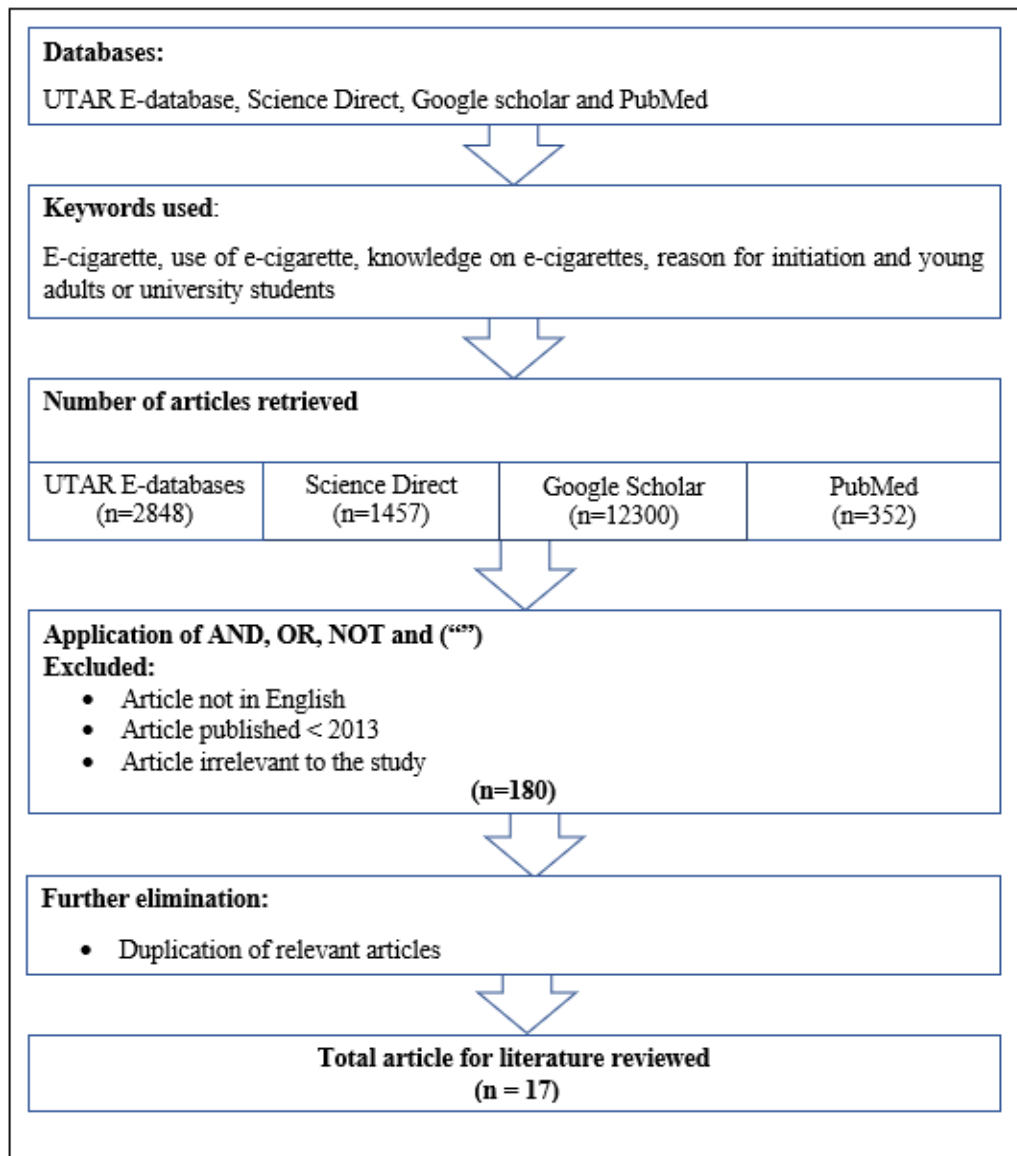 Databases:
UTAR E-database, Science Direct, Google scholar and PubMed
Keywords used:
E-cigarette, use of e-cigarette, knowledge on e-cigarettes, reason for initiation and young
adults or university students
Number of articles retrieved
UTAR E-databases
(n=2848)
Science Direct
(n=1457)
Google Scholar
(n=12300)
PubMed
(n=352)
Application of AND, OR, NOT and (“”)
Excluded:
• Article not in English
• Article published < 2013
• Article irrelevant to the study
(n=180)
Further elimination:
• Duplication of relevant articles
Total article for literature reviewed
(n = 17)